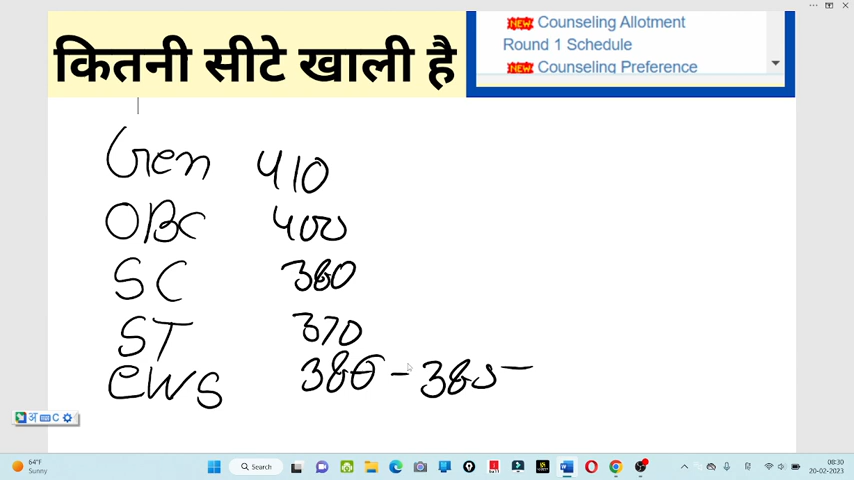 कितनी सीटे खाली है
Counseling Allotment
Round 1 Schedule
Counseling Preference
Gen 410
OBC 400
SC 380
ST 370
EWS 380 - 385
अ
64°F
Sunny
Search
08:30
20-02-2023